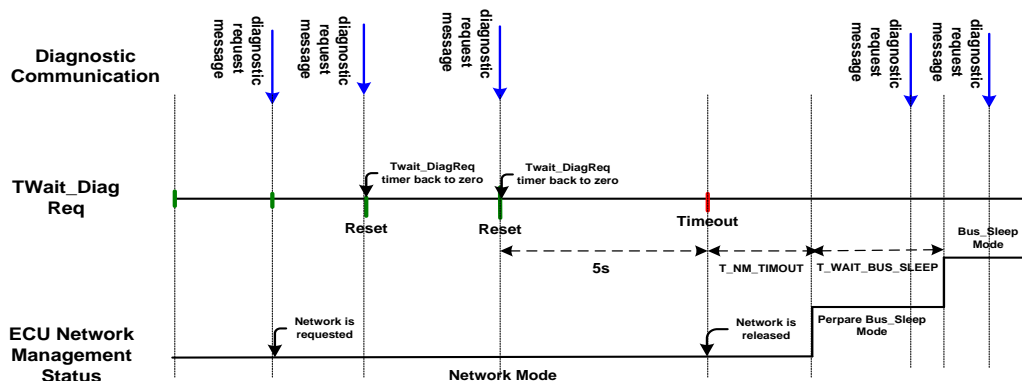 diagnostic
request
message
diagnostic
request
message
diagnostic
request
message
diagnostic
request
message
diagnostic
request
message
Diagnostic
Communication
Twait_DiagReq
timer back to zero
Twait_DiagReq
timer back to zero
TWait_Diag
Req
Reset
Reset
Timeout
Bus_Sleep
Mode
5s
T_NM_TIMOUT
T_WAIT_BUS_SLEEP
ECU Network
Management
Status
Network is
requested
Network is
released
Perpare Bus_Sleep
Mode
Network Mode